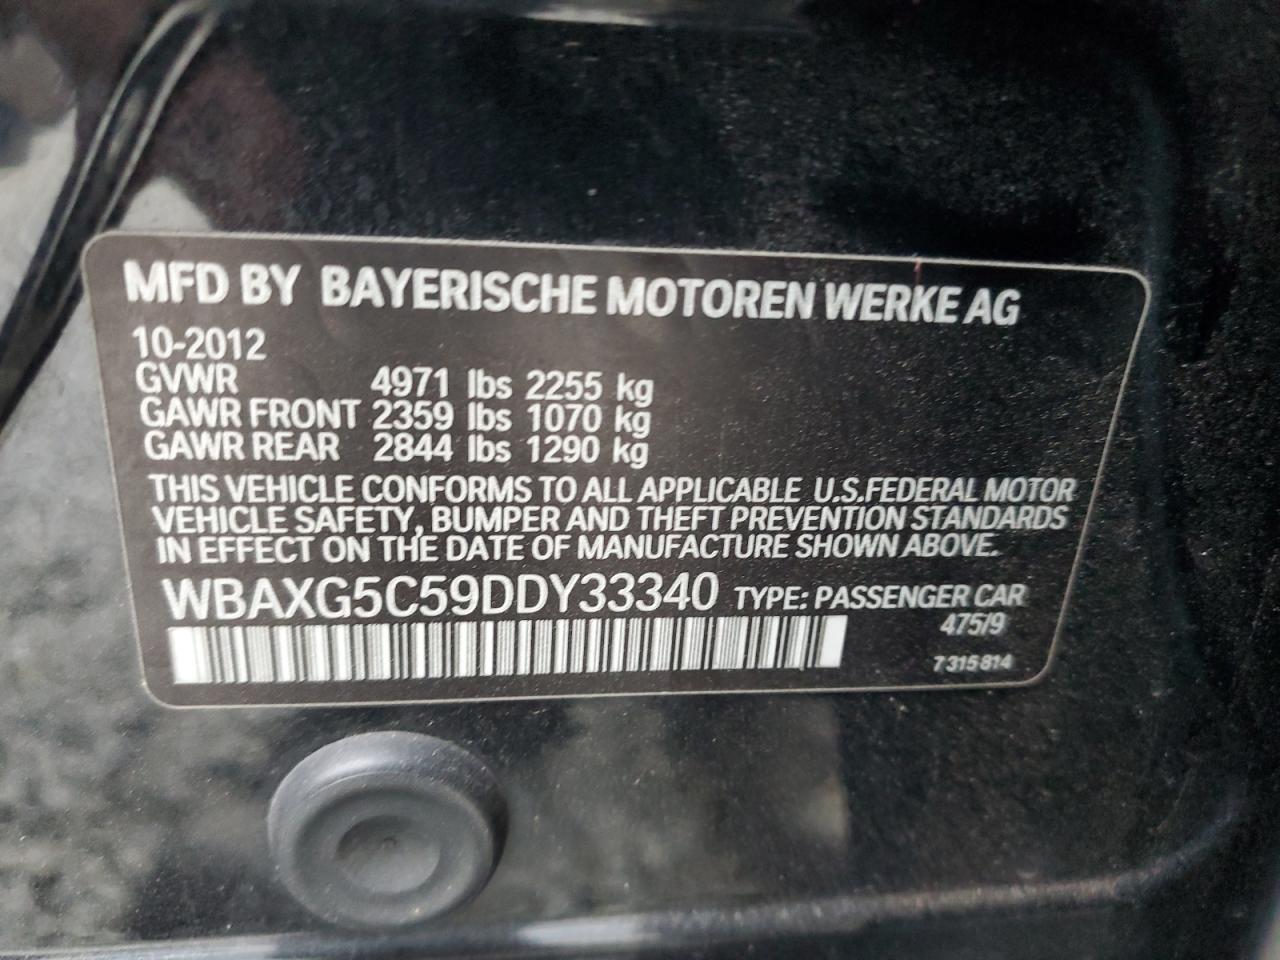 MFD BY BAYERISCHE MOTOREN WERKE AG
10-2012
GVWR 4971 lbs 2255 kg
GAWR FRONT 2359 lbs 1070 kg
GAWR REAR 2844 lbs 1290 kg
THIS VEHICLE CONFORMS TO ALL APPLICABLE U.S.FEDERAL MOTOR
VEHICLE SAFETY, BUMPER AND THEFT PREVENTION STANDARDS
IN EFFECT ON THE DATE OF MANUFACTURE SHOWN ABOVE.
WBAXG5C59DDY33340 TYPE: PASSENGER CAR
475/9
7 315 814